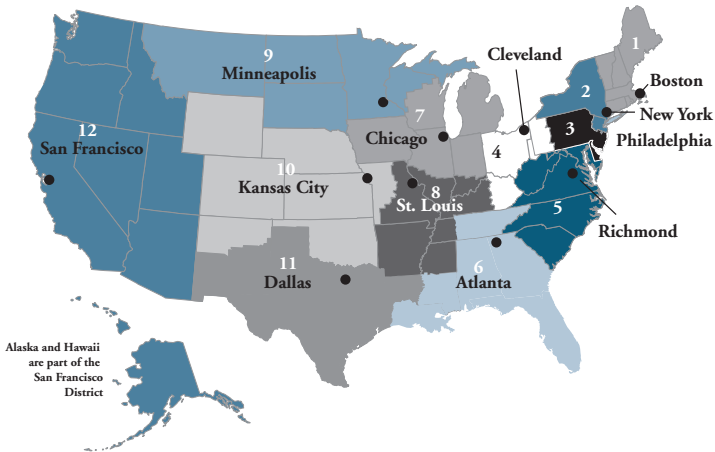 1
Cleveland
9
Minneapolis
Boston
2
New York
7
3
12
Chicago
Philadelphia
San Francisco
4
10
Kansas City
8
St. Louis
5
Richmond
11
6
Dallas
Atlanta
Alaska and Hawaii
are part of the
San Francisco
District